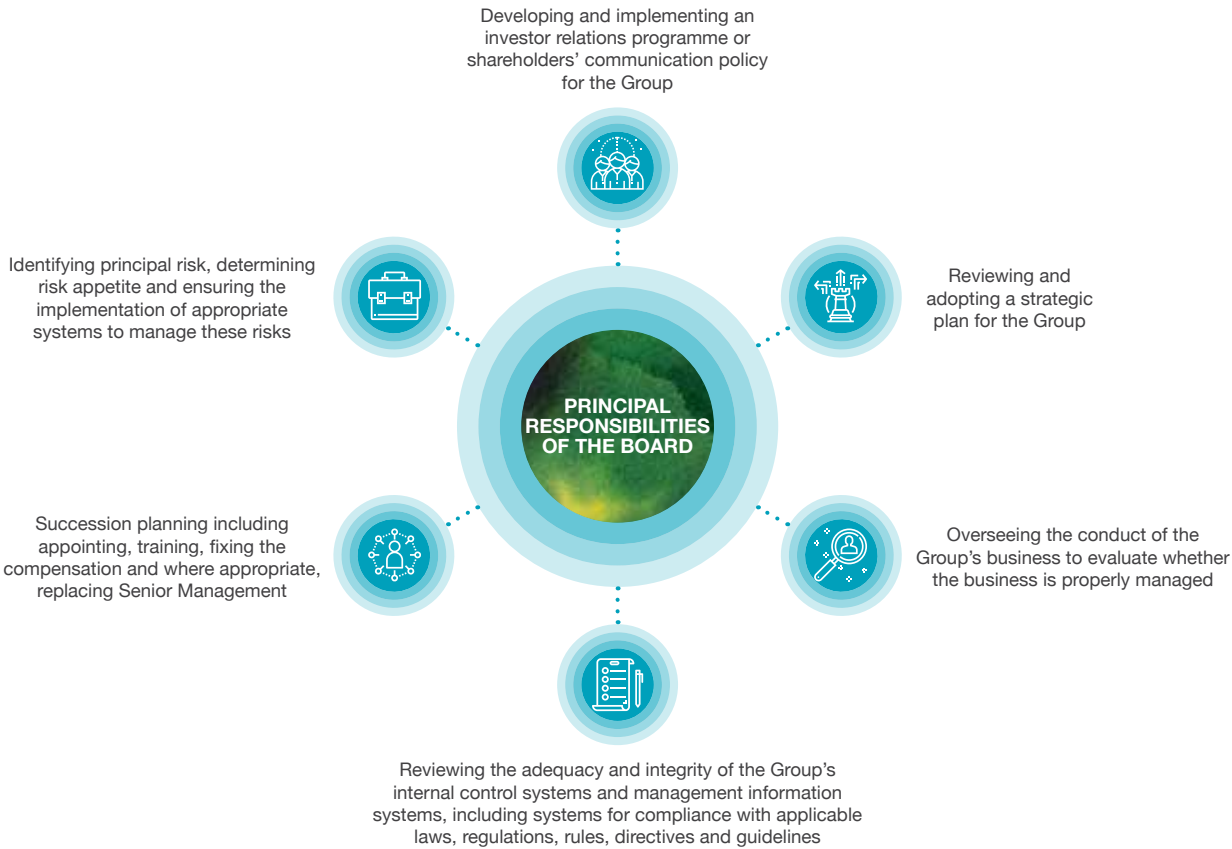 Developing and implementing an
investor relations programme or
shareholders’ communication policy
for the Group
Identifying principal risk, determining
risk appetite and ensuring the
implementation of appropriate
systems to manage these risks
Reviewing and
adopting a strategic
plan for the Group
PRINCIPAL
RESPONSIBILITIES
OF THE BOARD
Succession planning including
appointing, training, fixing the
compensation and where appropriate,
replacing Senior Management
Overseeing the conduct of the
Group’s business to evaluate whether
the business is properly managed
Reviewing the adequacy and integrity of the Group’s
internal control systems and management information
systems, including systems for compliance with applicable
laws, regulations, rules, directives and guidelines